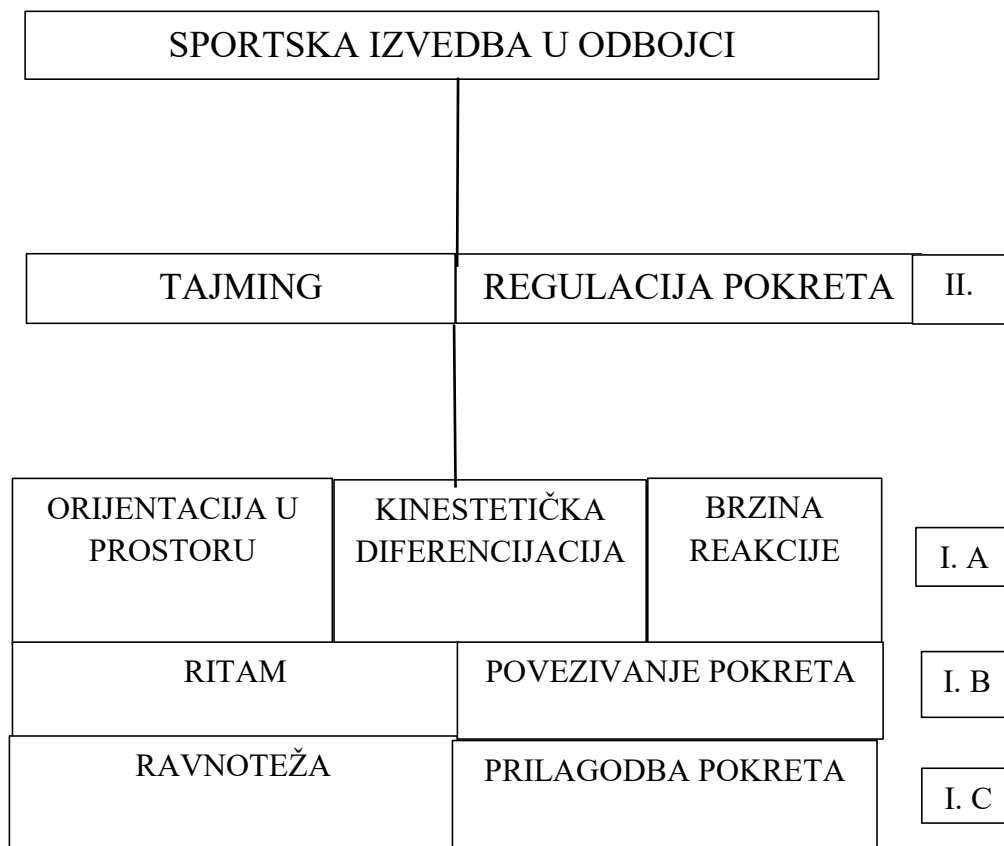 SPORTSKA IZVEDBA U ODBOJCI
TAJMING
REGULACIJA POKRETA
II.
ORIJENTACIJA U
PROSTORU
KINESTETIČKA
DIFERENCIJACIJA
BRZINA
REAKCIJE
I. A
RITAM
POVEZIVANJE POKRETA
I. B
RAVNOTEŽA
PRILAGODBA POKRETA
I. C